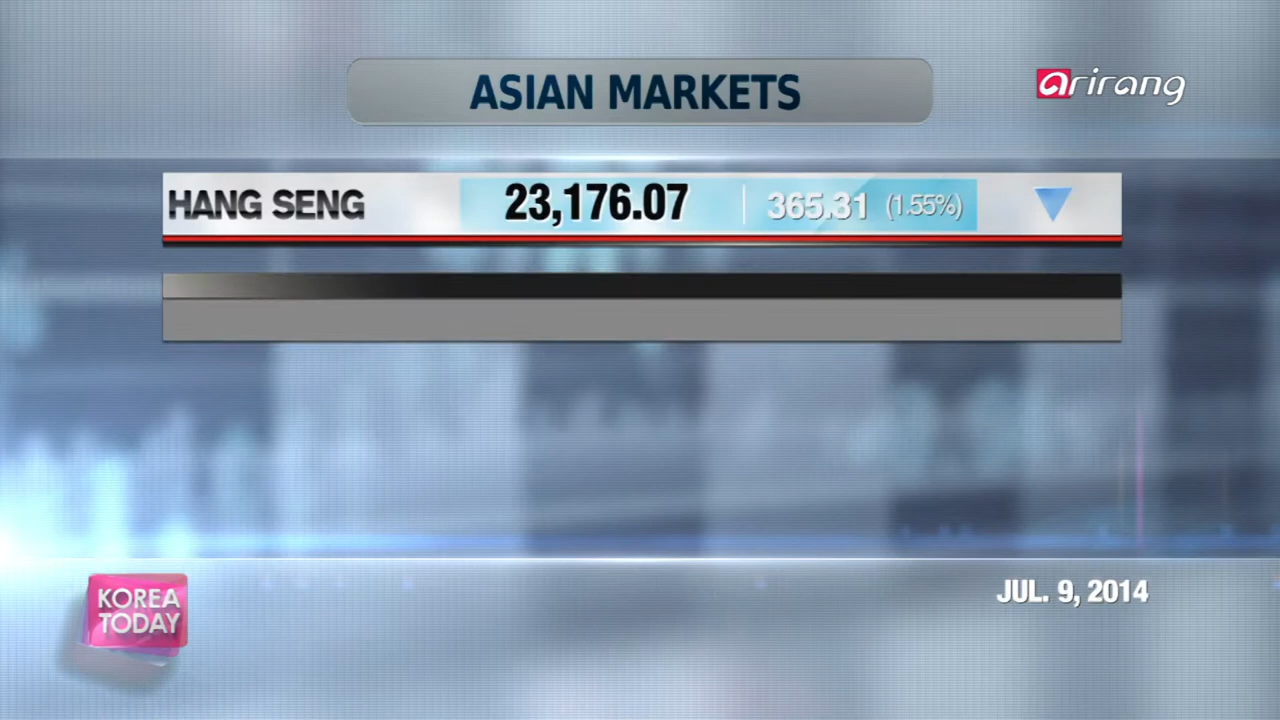 ASIAN MARKETS
arirang
HANG SENG 23,176.07 365.31 (1.55%)
KOREA
TODAY
JUL. 9, 2014